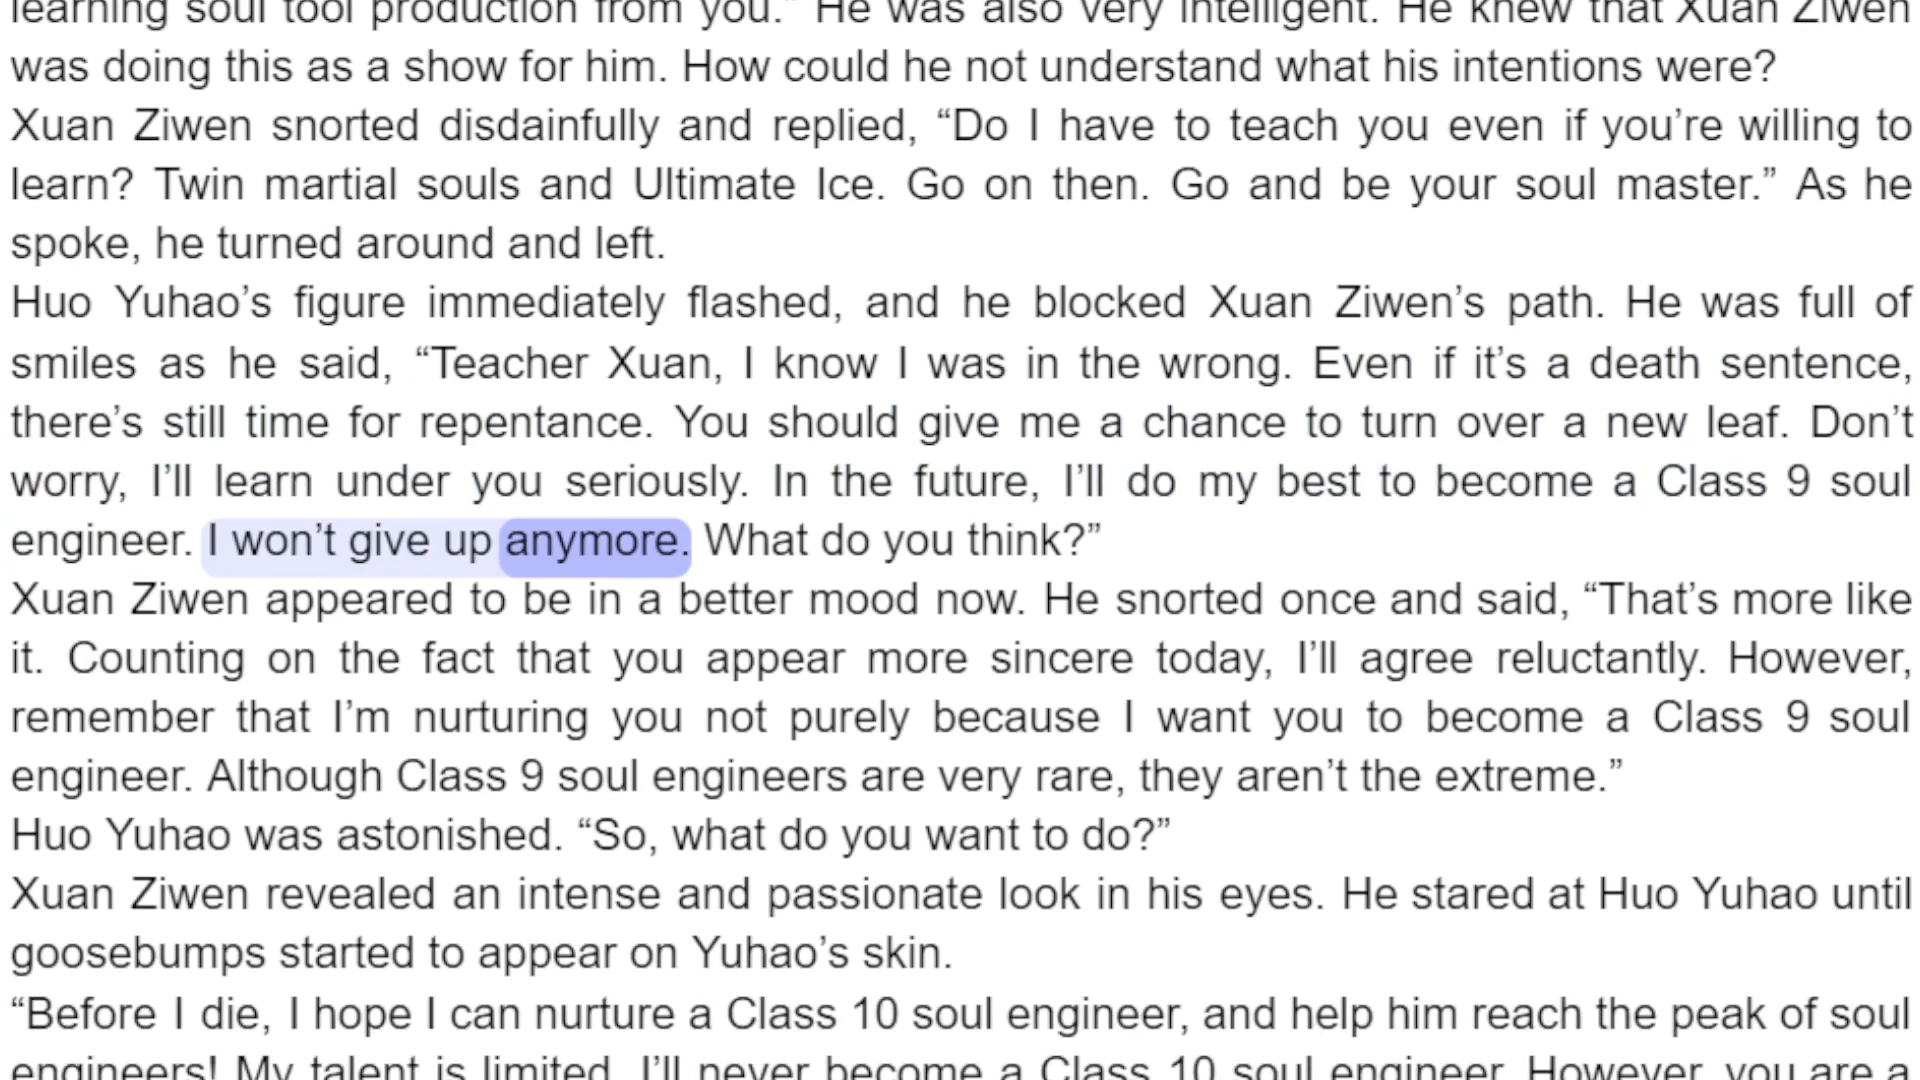 learning soul tool production from you.” He was also very intelligent. He knew that Xuan Ziwen
was doing this as a show for him. How could he not understand what his intentions were?
Xuan Ziwen snorted disdainfully and replied, “Do I have to teach you even if you’re willing to
learn? Twin martial souls and Ultimate Ice. Go on then. Go and be your soul master.” As he
spoke, he turned around and left.
Huo Yuhao’s figure immediately flashed, and he blocked Xuan Ziwen’s path. He was full of
smiles as he said, “Teacher Xuan, I know I was in the wrong. Even if it’s a death sentence,
there’s still time for repentance. You should give me a chance to turn over a new leaf. Don’t
worry, I’ll learn under you seriously. In the future, I’ll do my best to become a Class 9 soul
engineer. I won’t give up anymore. What do you think?”
Xuan Ziwen appeared to be in a better mood now. He snorted once and said, “That’s more like
it. Counting on the fact that you appear more sincere today, I’ll agree reluctantly. However,
remember that I’m nurturing you not purely because I want you to become a Class 9 soul
engineer. Although Class 9 soul engineers are very rare, they aren’t the extreme.”
Huo Yuhao was astonished. “So, what do you want to do?”
Xuan Ziwen revealed an intense and passionate look in his eyes. He stared at Huo Yuhao until
goosebumps started to appear on Yuhao’s skin.
“Before I die, I hope I can nurture a Class 10 soul engineer, and help him reach the peak of soul
engineers! My talent is limited. I’ll never become a Class 10 soul engineer. However, you are a